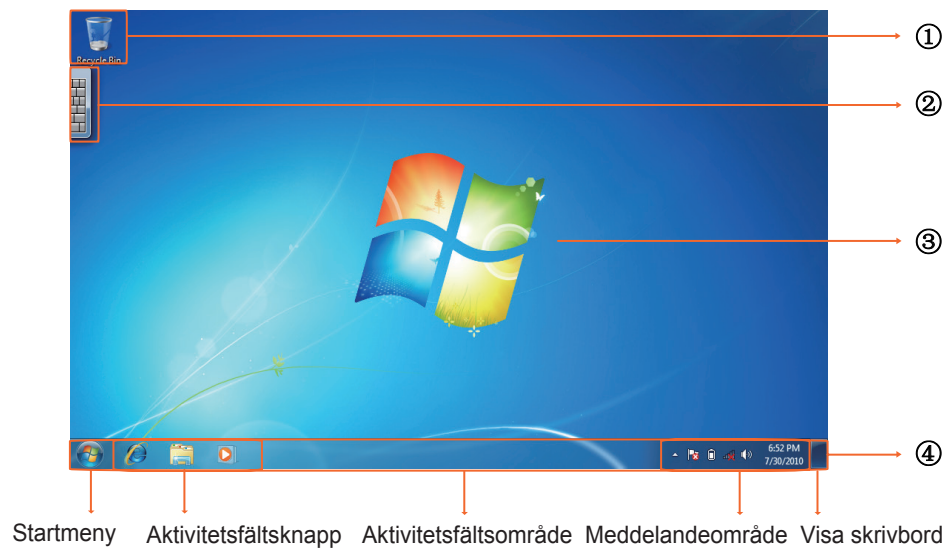 ①
Recycle Bin
②
③
6:52 PM
7/30/2010
④
Startmeny Aktivitetsfältsknapp Aktivitetsfältsområde Meddelandeområde Visa skrivbord